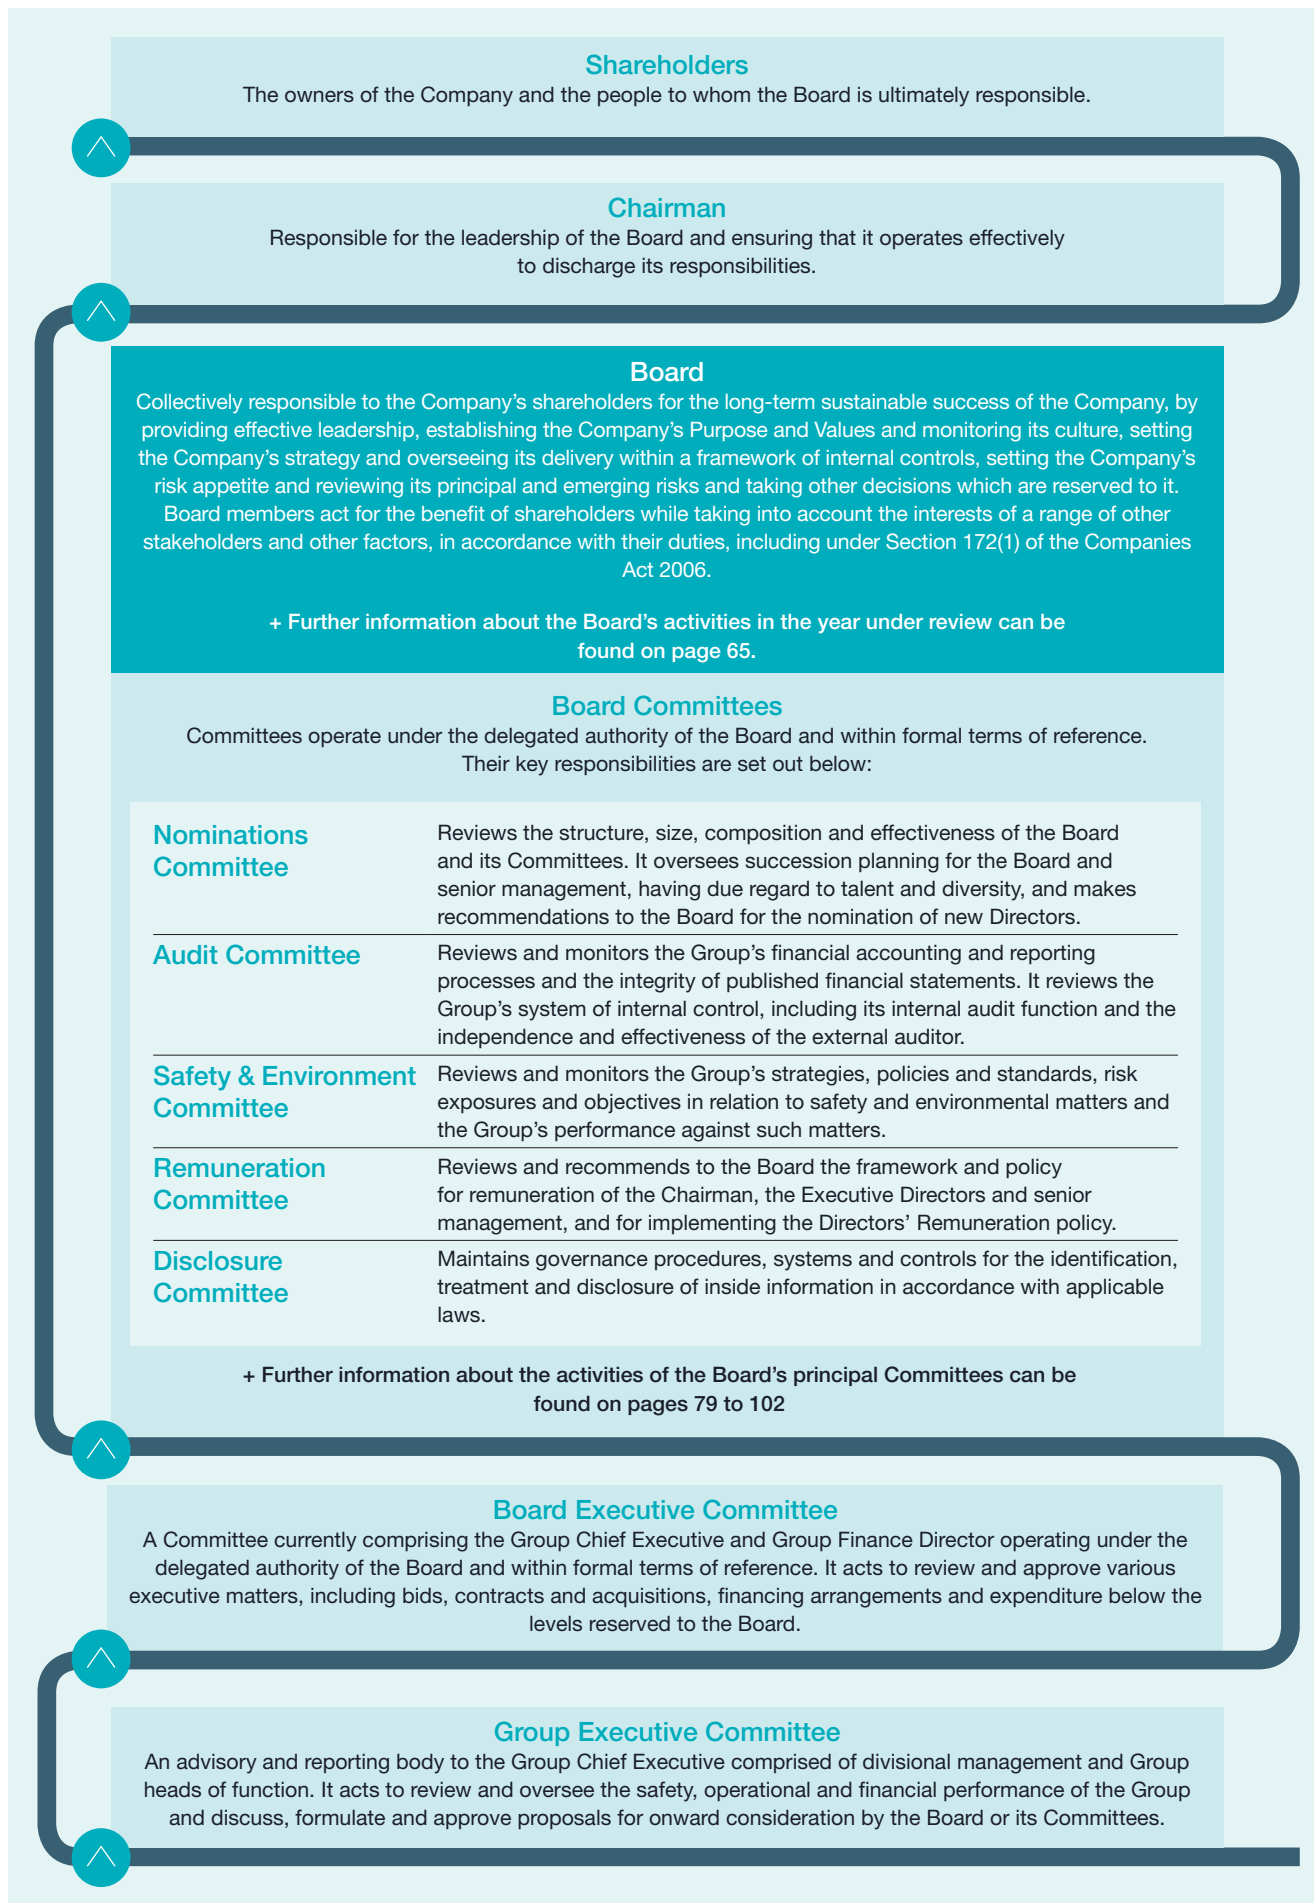 Shareholders
The owners of the Company and the people to whom the Board is ultimately responsible.
Chairman
Responsible for the leadership of the Board and ensuring that it operates effectively
to discharge its responsibilities.
Board
Collectively responsible to the Company’s shareholders for the long-term sustainable success of the Company, by
providing effective leadership, establishing the Company’s Purpose and Values and monitoring its culture, setting
the Company’s strategy and overseeing its delivery within a framework of internal controls, setting the Company’s
risk appetite and reviewing its principal and emerging risks and taking other decisions which are reserved to it.
Board members act for the benefit of shareholders while taking into account the interests of a range of other
stakeholders and other factors, in accordance with their duties, including under Section 172(1) of the Companies
Act 2006.
+ Further information about the Board’s activities in the year under review can be
found on page 65.
Board Committees
Committees operate under the delegated authority of the Board and within formal terms of reference.
Their key responsibilities are set out below:
Nominations
Committee
Reviews the structure, size, composition and effectiveness of the Board
and its Committees. It oversees succession planning for the Board and
senior management, having due regard to talent and diversity, and makes
recommendations to the Board for the nomination of new Directors.
Audit Committee
Reviews and monitors the Group’s financial accounting and reporting
processes and the integrity of published financial statements. It reviews the
Group’s system of internal control, including its internal audit function and the
independence and effectiveness of the external auditor.
Safety & Environment
Committee
Reviews and monitors the Group’s strategies, policies and standards, risk
exposures and objectives in relation to safety and environmental matters and
the Group’s performance against such matters.
Remuneration
Committee
Reviews and recommends to the Board the framework and policy
for remuneration of the Chairman, the Executive Directors and senior
management, and for implementing the Directors’ Remuneration policy.
Disclosure
Committee
Maintains governance procedures, systems and controls for the identification,
treatment and disclosure of inside information in accordance with applicable
laws.
+ Further information about the activities of the Board’s principal Committees can be
found on pages 79 to 102
Board Executive Committee
A Committee currently comprising the Group Chief Executive and Group Finance Director operating under the
delegated authority of the Board and within formal terms of reference. It acts to review and approve various
executive matters, including bids, contracts and acquisitions, financing arrangements and expenditure below the
levels reserved to the Board.
Group Executive Committee
An advisory and reporting body to the Group Chief Executive comprised of divisional management and Group
heads of function. It acts to review and oversee the safety, operational and financial performance of the Group
and discuss, formulate and approve proposals for onward consideration by the Board or its Committees.